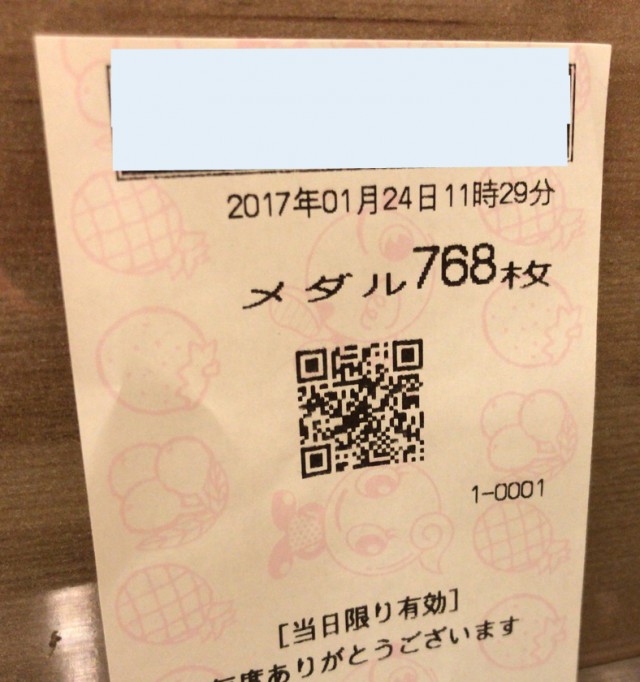 2017年01月24日11時29分
メダル768枚
1-0001
[当日限り有効]
毎度ありがとうございます